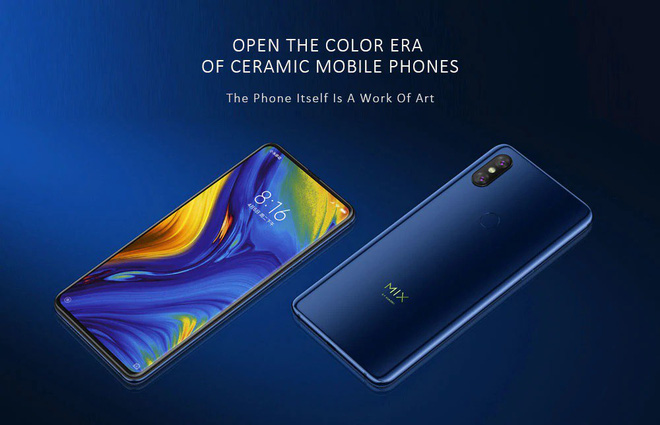 OPEN THE COLOR ERA
OF CERAMIC MOBILE PHONES
The Phone Itself Is A Work Of Art
8:16
MIX